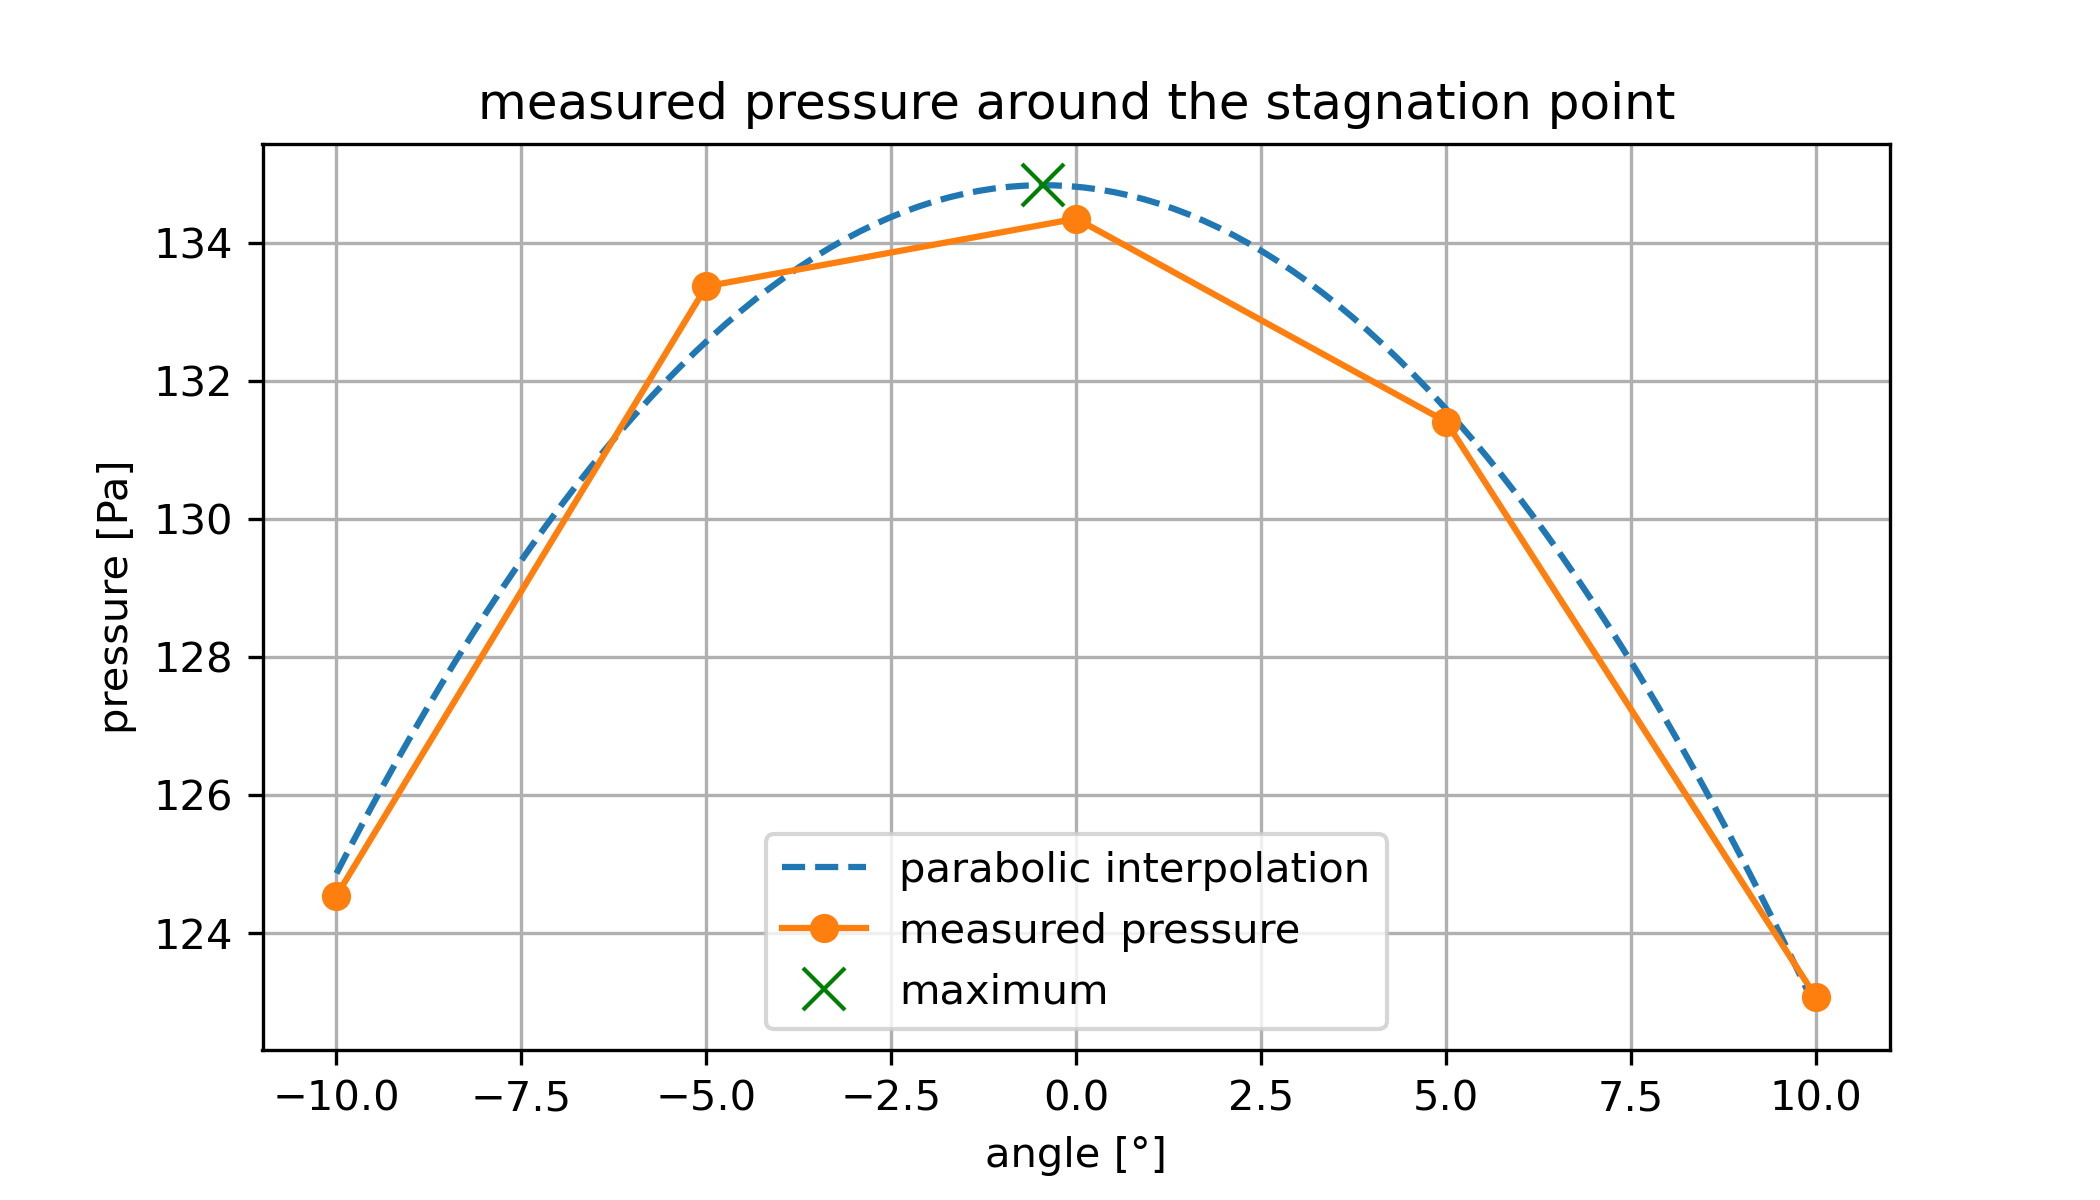 measured pressure around the stagnation point
134
132
130
128
126
124
pressure [Pa]
parabolic interpolation
measured pressure
maximum
−10.0 −7.5 −5.0 −2.5 0.0 2.5 5.0 7.5 10.0
angle [°]